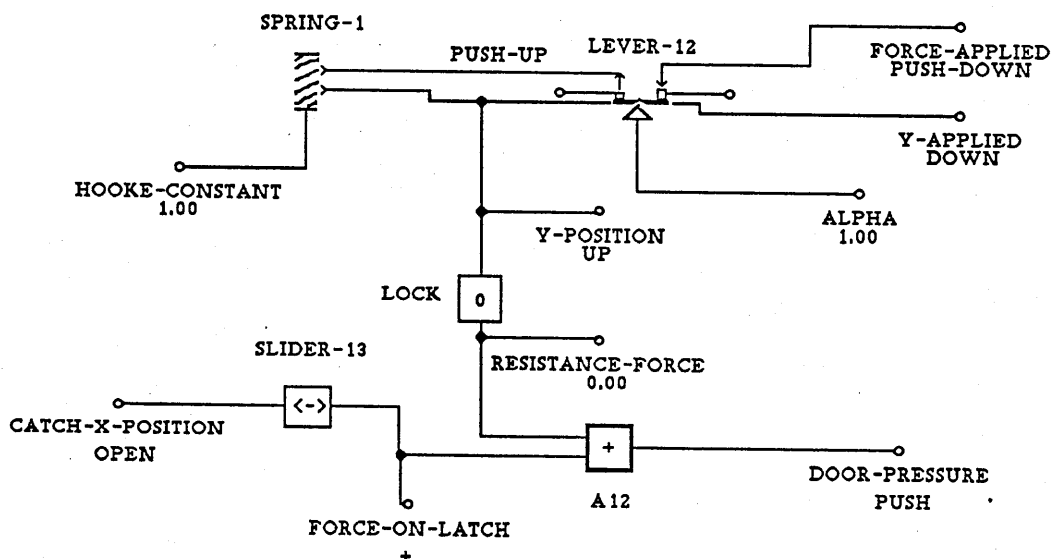 SPRING-1
PUSH-UP
LEVER-12
FORCE-APPLIED
PUSH-DOWN
Y-APPLIED
DOWN
HOOKE-CONSTANT
1.00
ALPHA
1.00
Y-POSITION
UP
LOCK
0
SLIDER-13
RESISTANCE-FORCE
0.00
<->
CATCH-X-POSITION
OPEN
+
DOOR-PRESSURE
PUSH
A12
FORCE-ON-LATCH
+